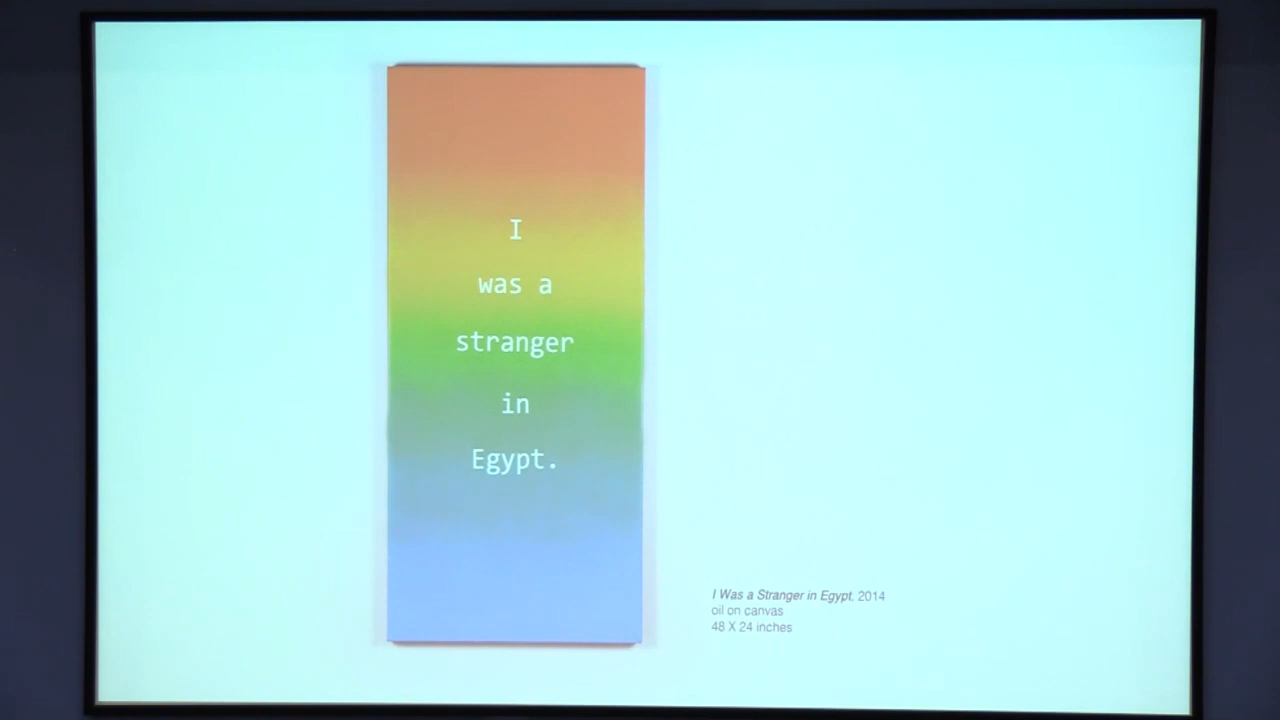 I
was a
stranger
in
Egypt.
I Was a Stranger in Egypt, 2014
oil on canvas
48 X 24 inches